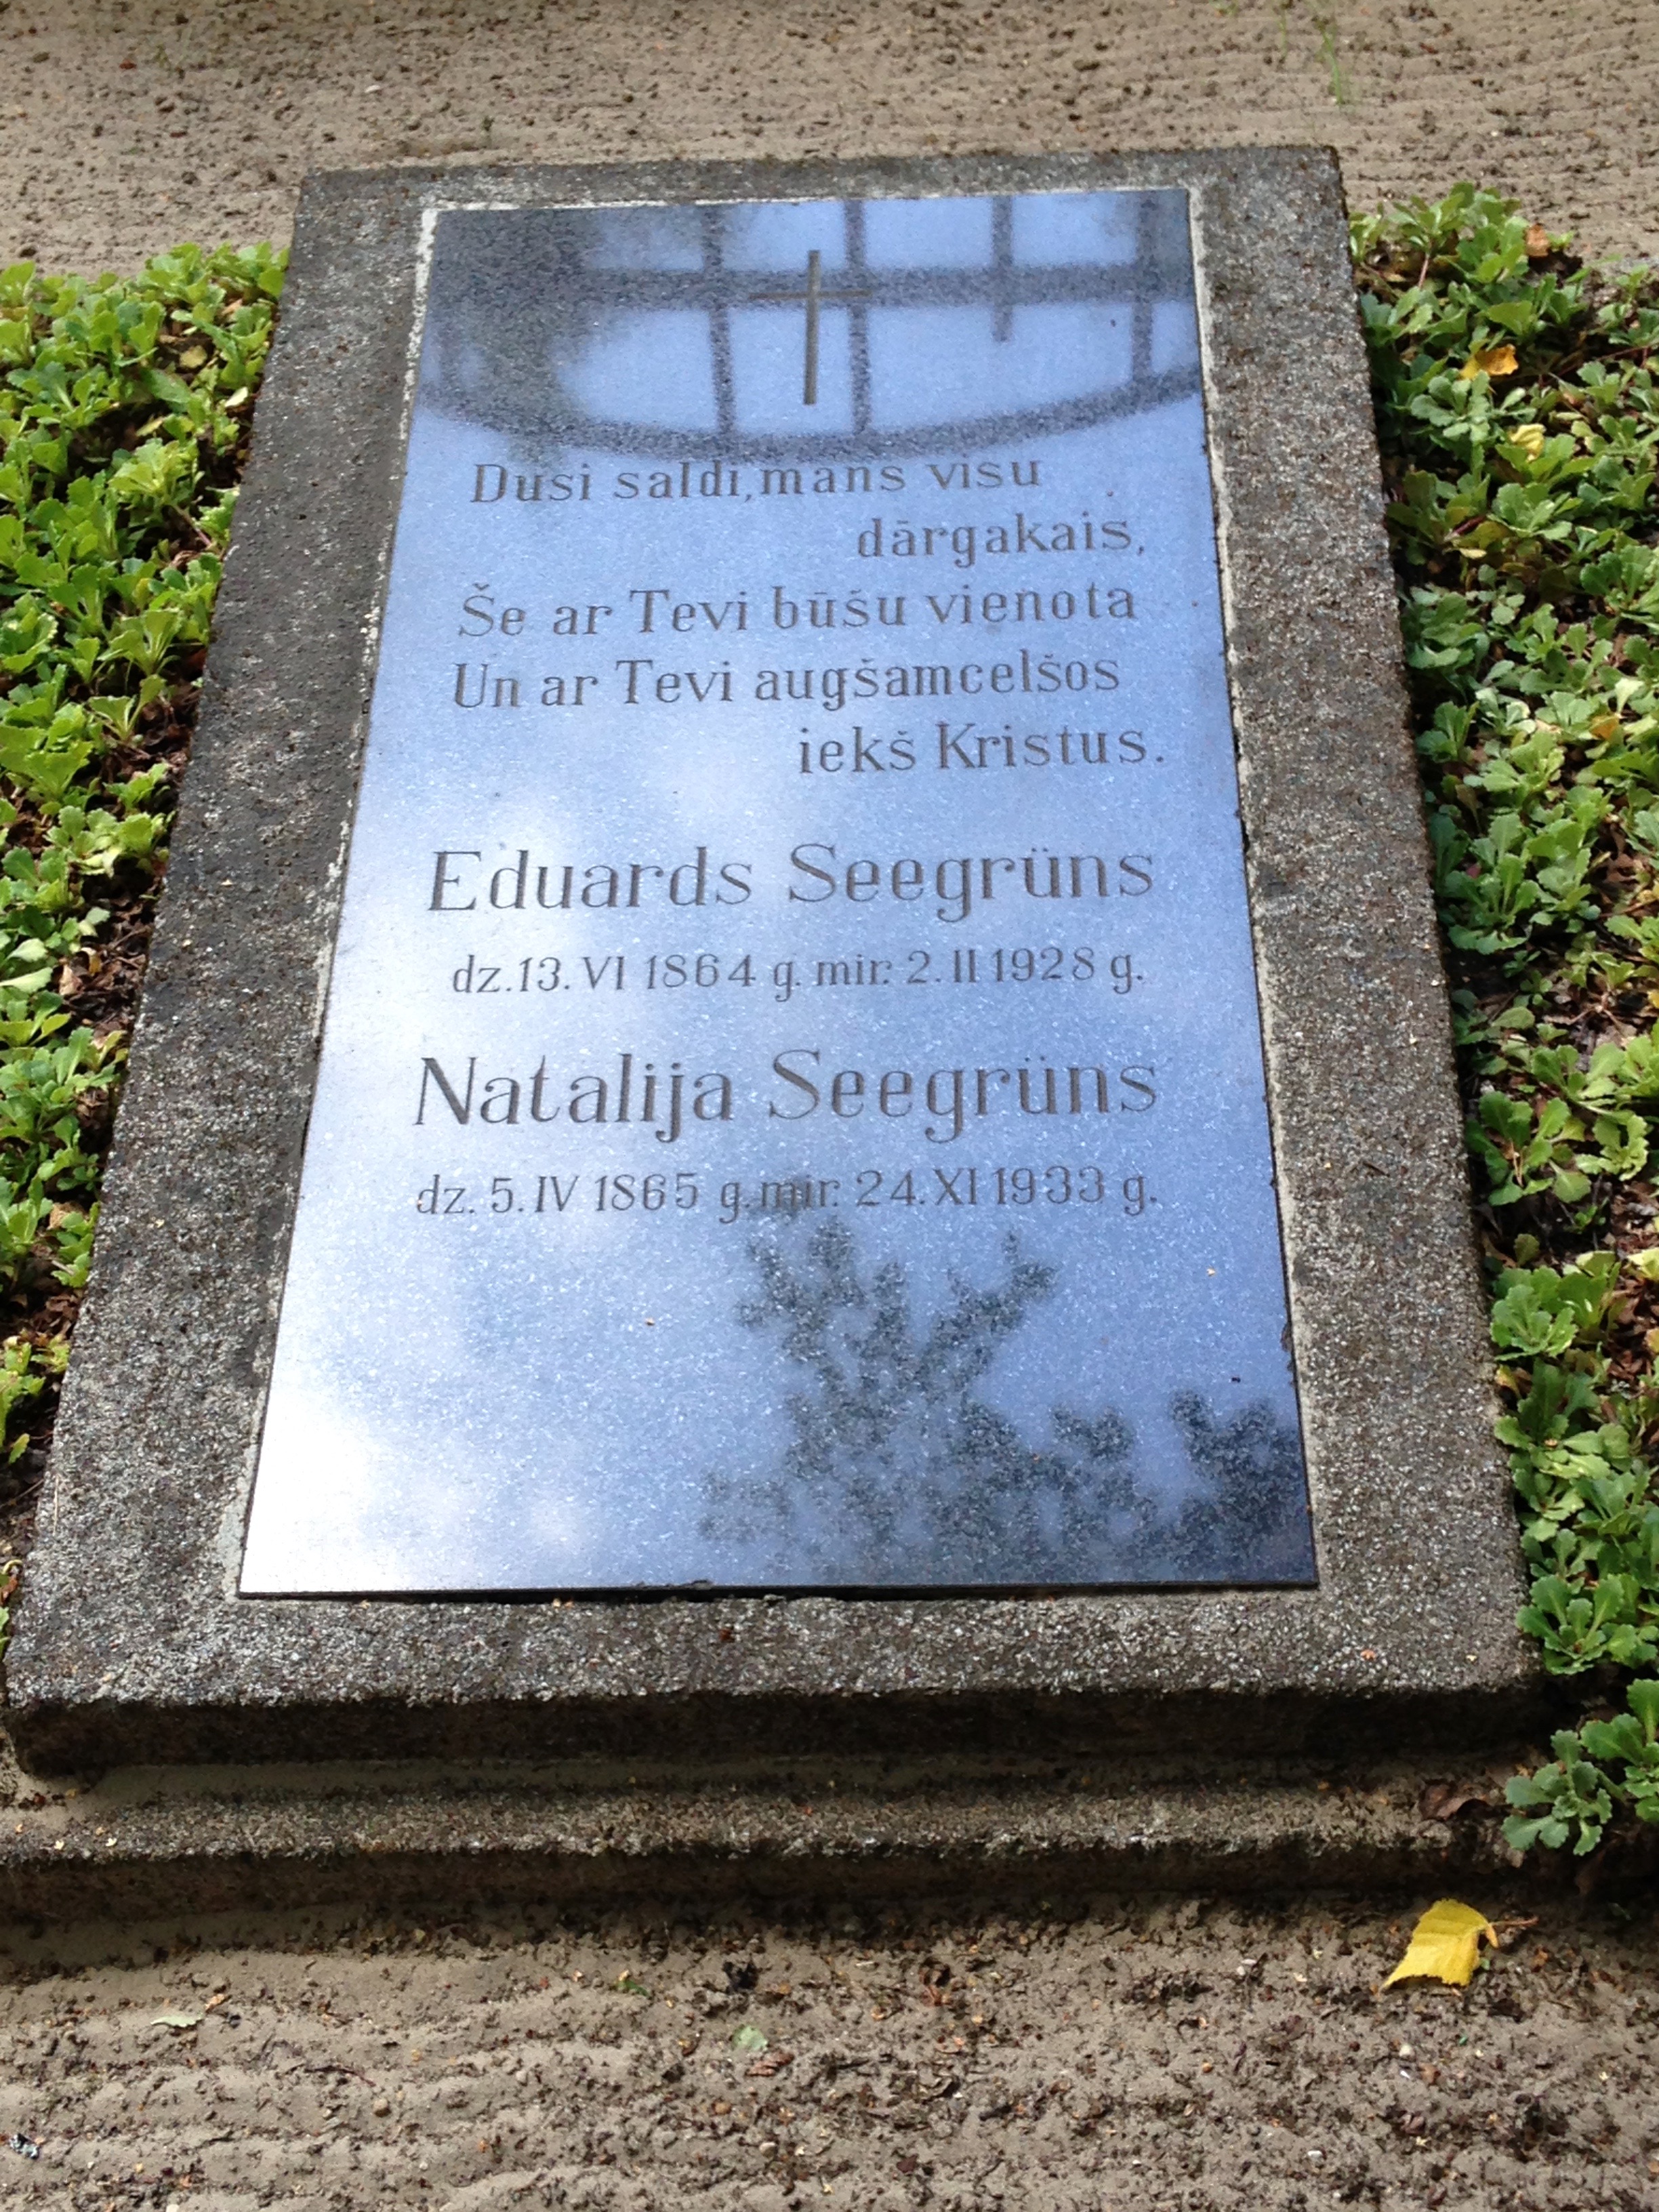 Dusi saldi, mans visu
dārgakais,
Še ar Tevi būšu vienota
Un ar Tevi augšamcelšos
iekš Kristus.
Eduards Seegrüns
dz. 13. VI 1864 g. mir. 2. II 1928 g.
Natalija Seegrüns
dz. 5. IV 1865 g. mir. 24. XI 1933 g.